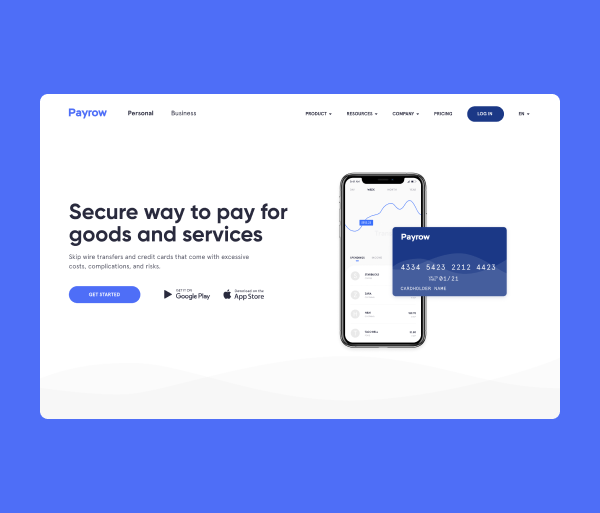 Payrow
Personal
Business
PRODUCT
RESOURCES
COMPANY
PRICING
LOG IN
EN
Secure way to pay for
goods and services
Skip wire transfers and credit cards that come with excessive
costs, complications, and risks.
GET STARTED
GET IT ON
Google Play
Download on the
App Store
WEEK
Payrow
4334 5423 2212 4423
01/21
CARDHOLDER NAME